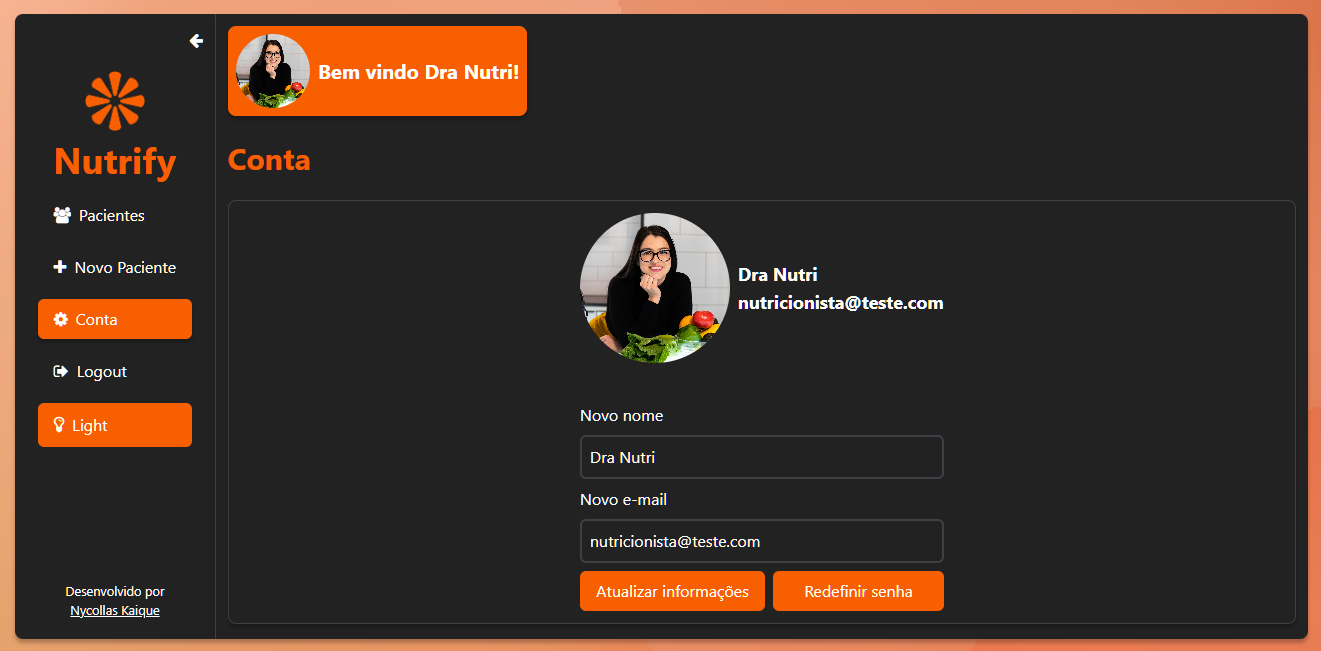 Nutrify
Pacientes
Novo Paciente
Conta
Logout
Light
Desenvolvido por
Nycollas Kaique
Bem vindo Dra Nutri!
Conta
Dra Nutri
nutricionista@teste.com
Novo nome
Dra Nutri
Novo e-mail
nutricionista@teste.com
Atualizar informações
Redefinir senha